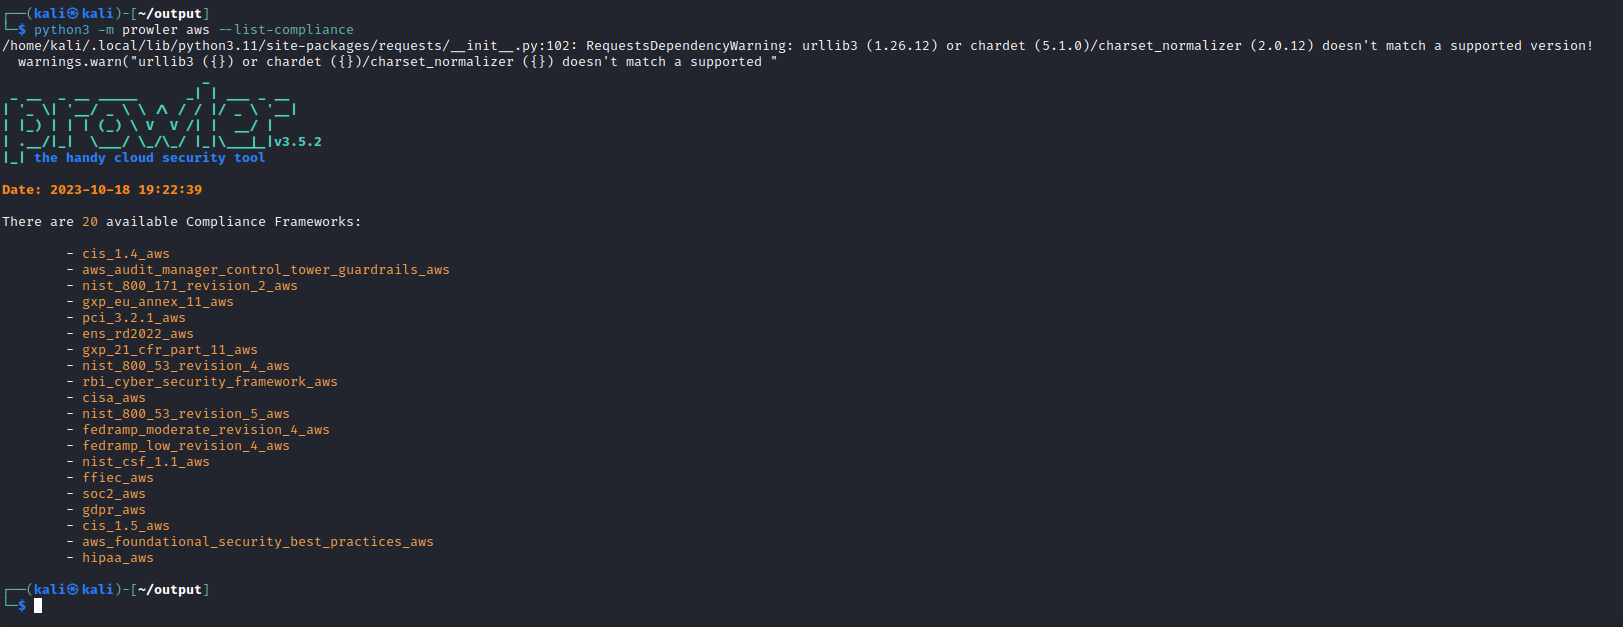 ┌──(kali㉿kali)-[~/output]
└─$ python3 -m prowler aws --list-compliance
/home/kali/.local/lib/python3.11/site-packages/requests/__init__.py:102: RequestsDependencyWarning: urllib3 (1.26.12) or chardet (5.1.0)/charset_normalizer (2.0.12) doesn't match a supported version!
  warnings.warn("urllib3 ({}) or chardet ({})/charset_normalizer ({}) doesn't match a supported "
prowler
v3.5.2
the handy cloud security tool
Date: 2023-10-18 19:22:39
There are 20 available Compliance Frameworks:
- cis_1.4_aws
- aws_audit_manager_control_tower_guardrails_aws
- nist_800_171_revision_2_aws
- gxp_eu_annex_11_aws
- pci_3.2.1_aws
- ens_rd2022_aws
- gxp_21_cfr_part_11_aws
- nist_800_53_revision_4_aws
- rbi_cyber_security_framework_aws
- cisa_aws
- nist_800_53_revision_5_aws
- fedramp_moderate_revision_4_aws
- fedramp_low_revision_4_aws
- nist_csf_1.1_aws
- ffiec_aws
- soc2_aws
- gdpr_aws
- cis_1.5_aws
- aws_foundational_security_best_practices_aws
- hipaa_aws
┌──(kali㉿kali)-[~/output]
└─$